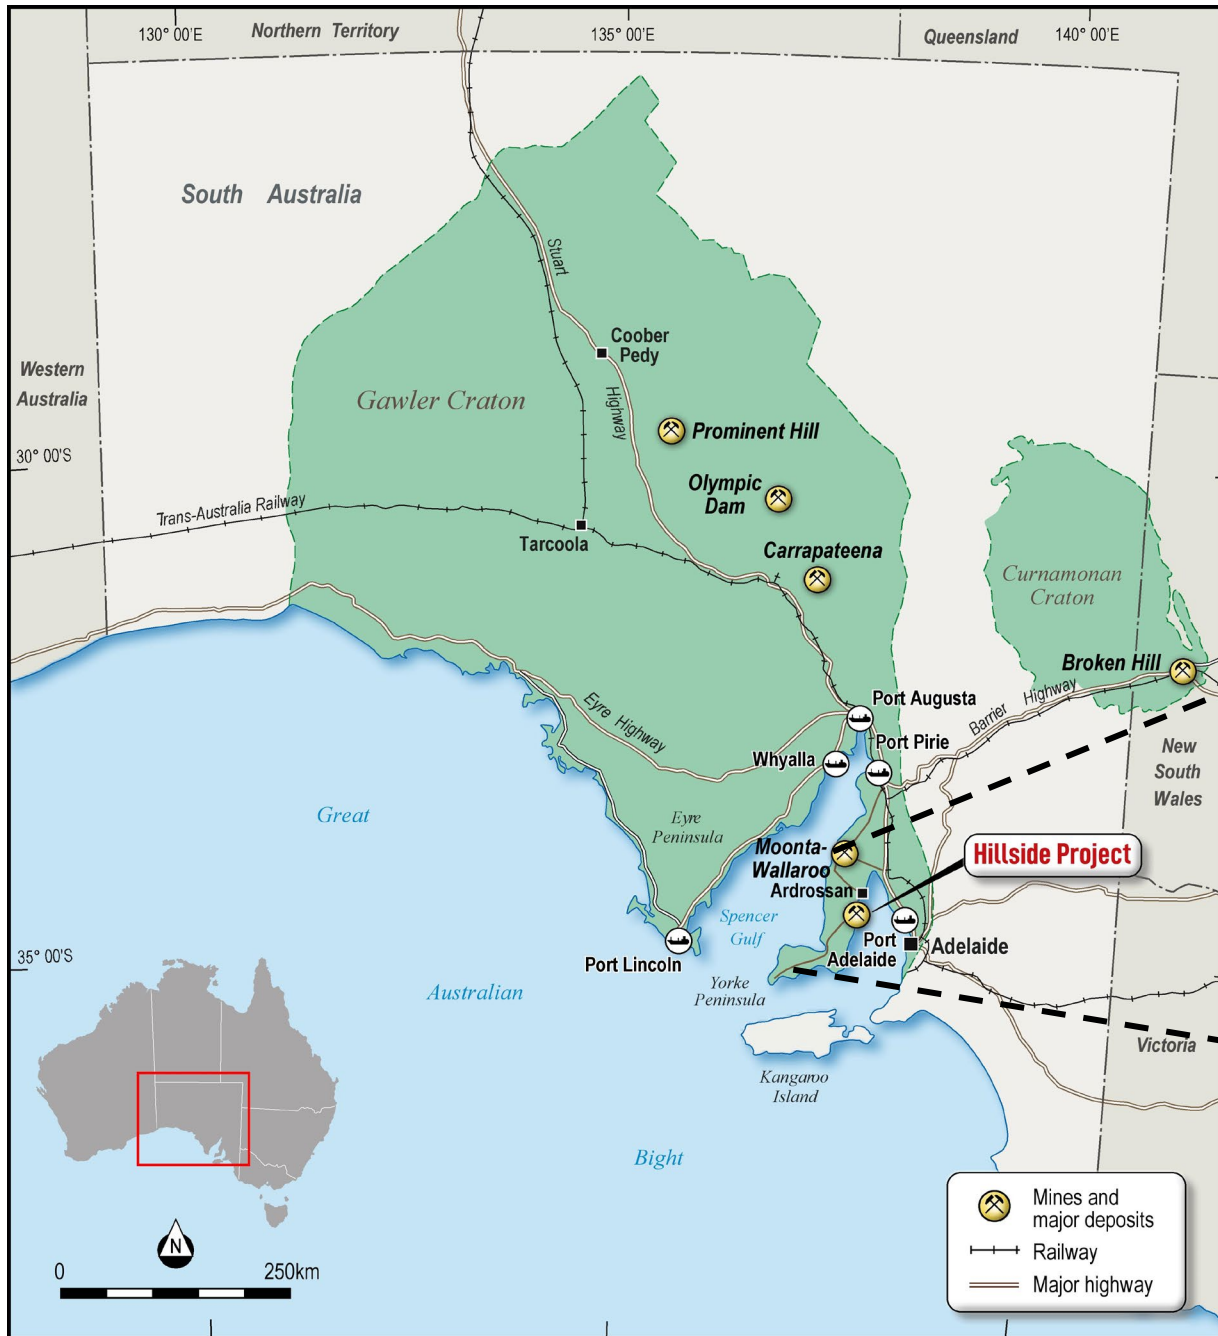 130° 00'E
Northern Territory
135° 00'E
Queensland
140° 00'E
South Australia
Stuart
Coober
Pedy
Western
Australia
Gawler Craton
Highway
Prominent Hill
30° 00'S
Olympic
Dam
Trans-Australia Railway
Tarcoola
Carrapateena
Curnamonan
Craton
Broken Hill
Port Augusta
Barrier Highway
Eyre Highway
Port Pirie
Whyalla
New
South
Wales
Great
Eyre
Peninsula
Moonta-
Wallaroo
Hillside Project
Ardrossan
Spencer
Gulf
Port
Adelaide
Adelaide
35° 00'S
Port Lincoln
Yorke
Peninsula
Australian
Victoria
Kangaroo
Island
Bight
Mines and
major deposits
Railway
Major highway
N
0
250km